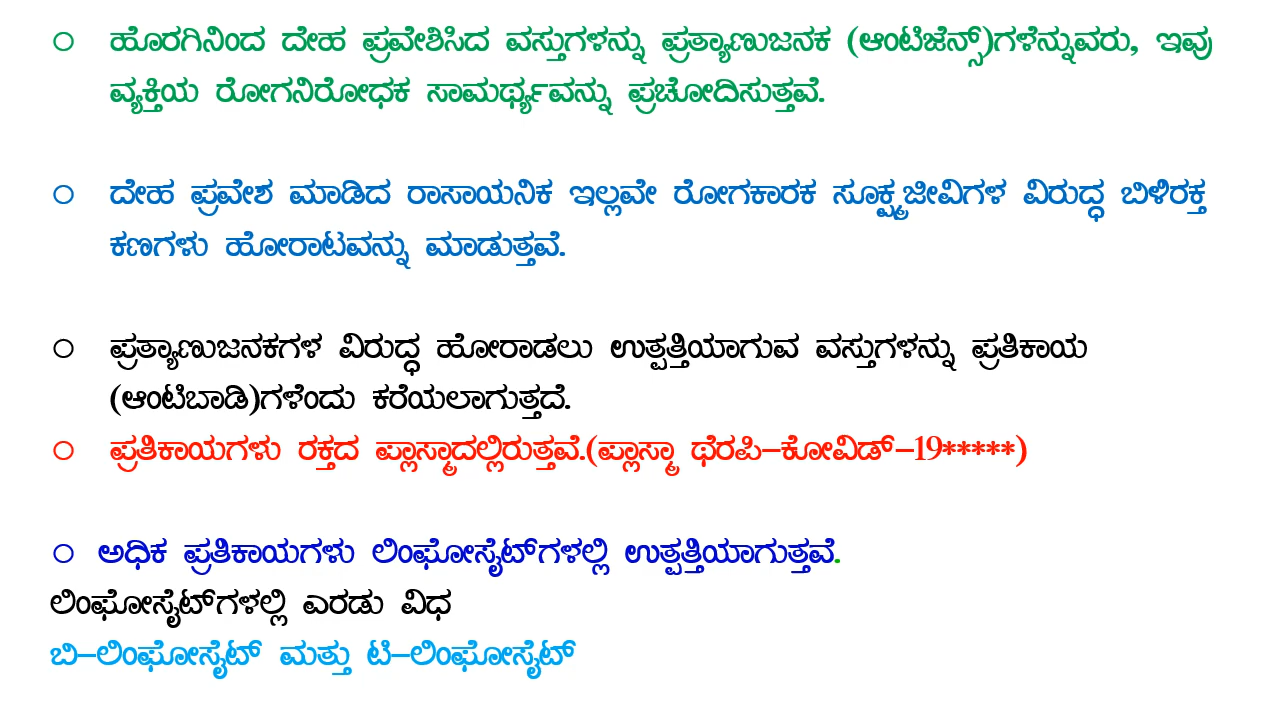 ○ ಹೊರಗಿನಿಂದ ದೇಹ ಪ್ರವೇಶಿಸಿದ ವಸ್ತುಗಳನ್ನು ಪ್ರತ್ಯಾಣುಜನಕ (ಆಂಟಿಜೆನ್ಸ್)ಗಳೆನ್ನುವರು, ಇವು
ವ್ಯಕ್ತಿಯ ರೋಗನಿರೋಧಕ ಸಾಮರ್ಥ್ಯವನ್ನು ಪ್ರಚೋದಿಸುತ್ತವೆ.
○ ದೇಹ ಪ್ರವೇಶ ಮಾಡಿದ ರಾಸಾಯನಿಕ ಇಲ್ಲವೇ ರೋಗಕಾರಕ ಸೂಕ್ಷ್ಮಜೀವಿಗಳ ವಿರುದ್ಧ ಬಿಳಿರಕ್ತ
ಕಣಗಳು ಹೋರಾಟವನ್ನು ಮಾಡುತ್ತವೆ.
○ ಪ್ರತ್ಯಾಣುಜನಕಗಳ ವಿರುದ್ಧ ಹೋರಾಡಲು ಉತ್ಪತ್ತಿಯಾಗುವ ವಸ್ತುಗಳನ್ನು ಪ್ರತಿಕಾಯ
(ಆಂಟಿಬಾಡಿ)ಗಳೆಂದು ಕರೆಯಲಾಗುತ್ತದೆ.
○ ಪ್ರತಿಕಾಯಗಳು ರಕ್ತದ ಪ್ಲಾಸ್ಮಾದಲ್ಲಿರುತ್ತವೆ.(ಪ್ಲಾಸ್ಮಾ ಥೆರಪಿ-ಕೋವಿಡ್-19*****)
○ ಅಧಿಕ ಪ್ರತಿಕಾಯಗಳು ಲಿಂಫೋಸೈಟ್‌ಗಳಲ್ಲಿ ಉತ್ಪತ್ತಿಯಾಗುತ್ತವೆ.
ಲಿಂಫೋಸೈಟ್‌ಗಳಲ್ಲಿ ಎರಡು ವಿಧ
ಬಿ-ಲಿಂಫೋಸೈಟ್ ಮತ್ತು ಟಿ-ಲಿಂಫೋಸೈಟ್